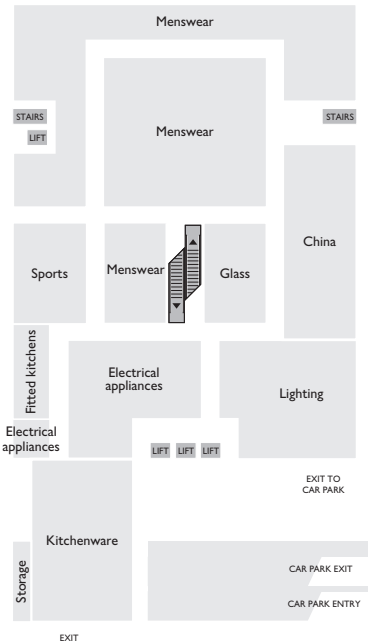 Menswear
STAIRS
STAIRS
LIFT
Menswear
China
Sports
Menswear
Glass
Fitted kitchens
Electrical
appliances
Lighting
Electrical
appliances
LIFT LIFT LIFT
EXIT TO
CAR PARK
Kitchenware
Storage
CAR PARK EXIT
CAR PARK ENTRY
EXIT